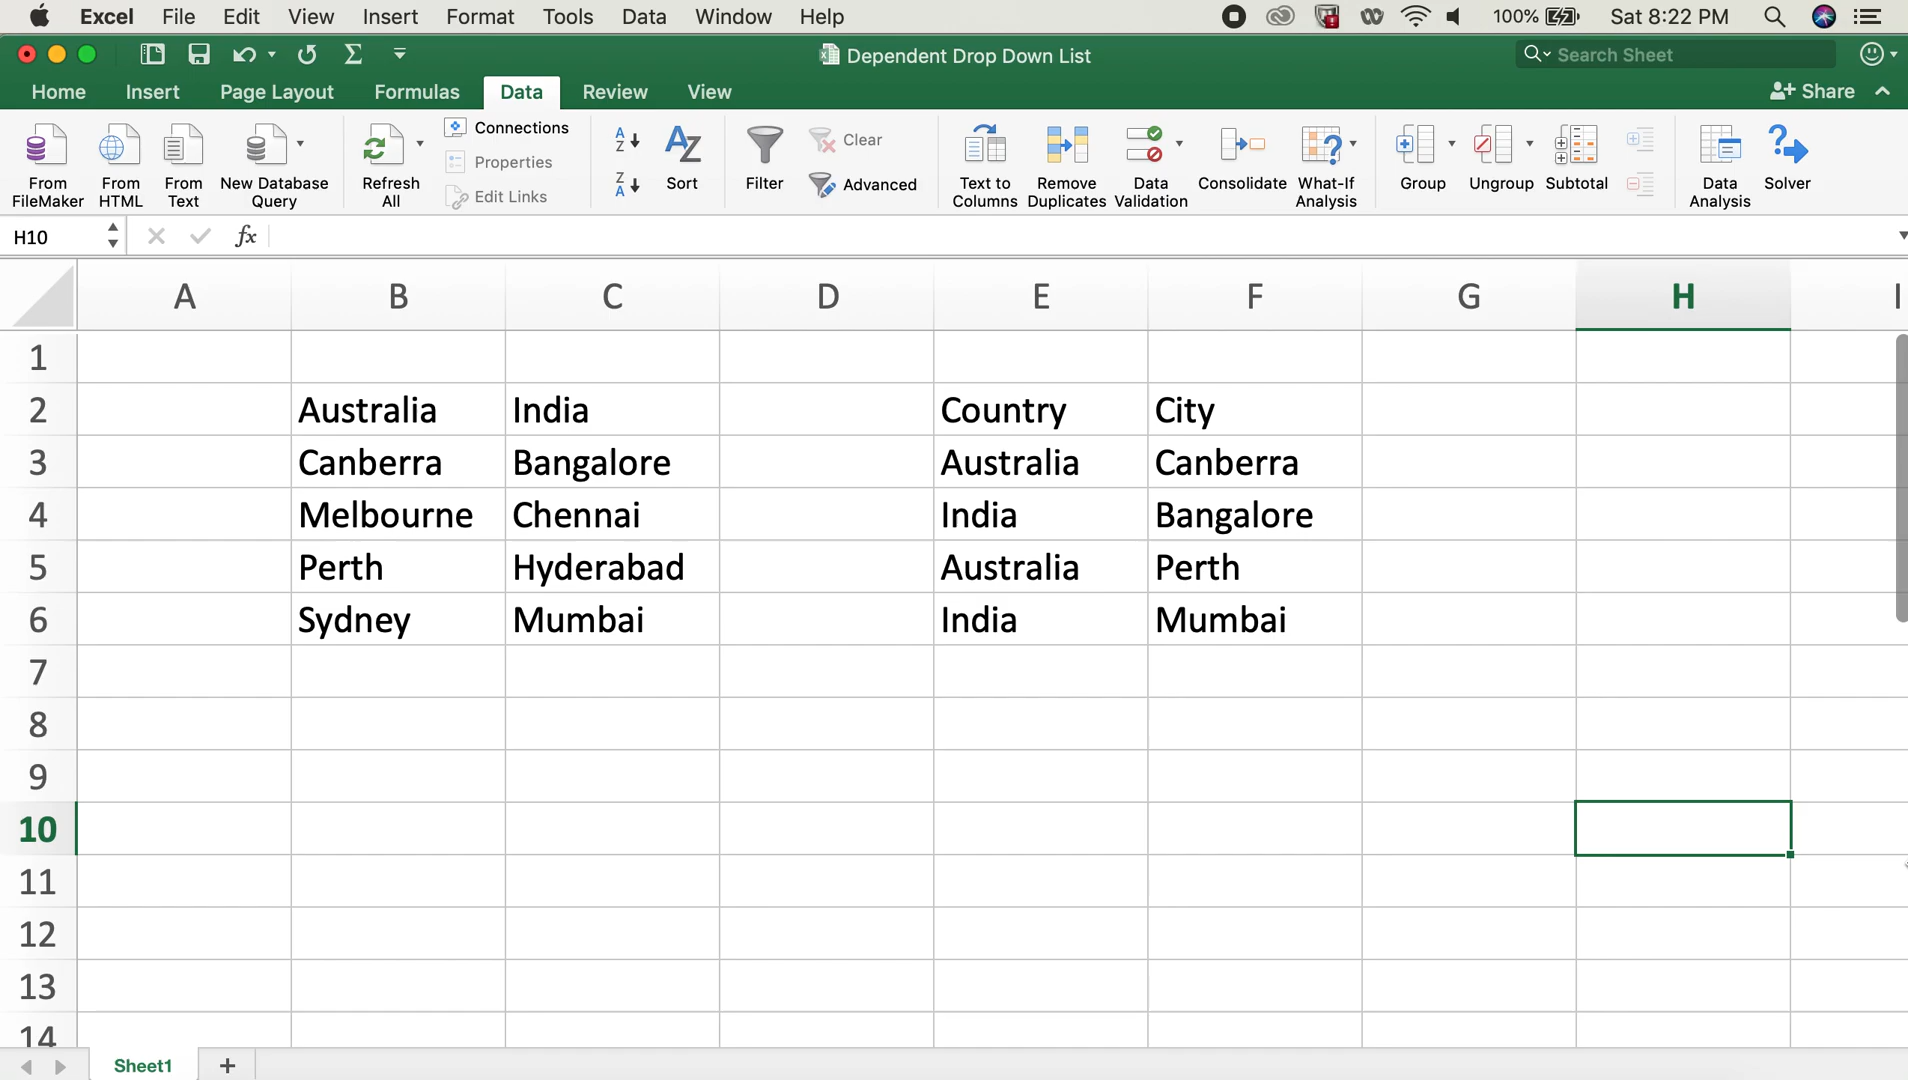 Excel File Edit View Insert Format Tools Data Window Help 100% Sat 8:22 PM
Dependent Drop Down List Search Sheet
Home Insert Page Layout Formulas Data Review View Share
From FileMaker
From HTML
From Text
New Database Query
Refresh All
Connections
Properties
Edit Links
A Z
Z A
AZ Sort
Filter
Clear
Advanced
Text to Columns
Remove Duplicates
Data Validation
Consolidate
What-If Analysis
Group
Ungroup
Subtotal
Data Analysis
Solver
H10 fx
A B C D E F G H I
1
2 Australia India Country City
3 Canberra Bangalore Australia Canberra
4 Melbourne Chennai India Bangalore
5 Perth Hyderabad Australia Perth
6 Sydney Mumbai India Mumbai
7
8
9
10
11
12
13
14
Sheet1 +